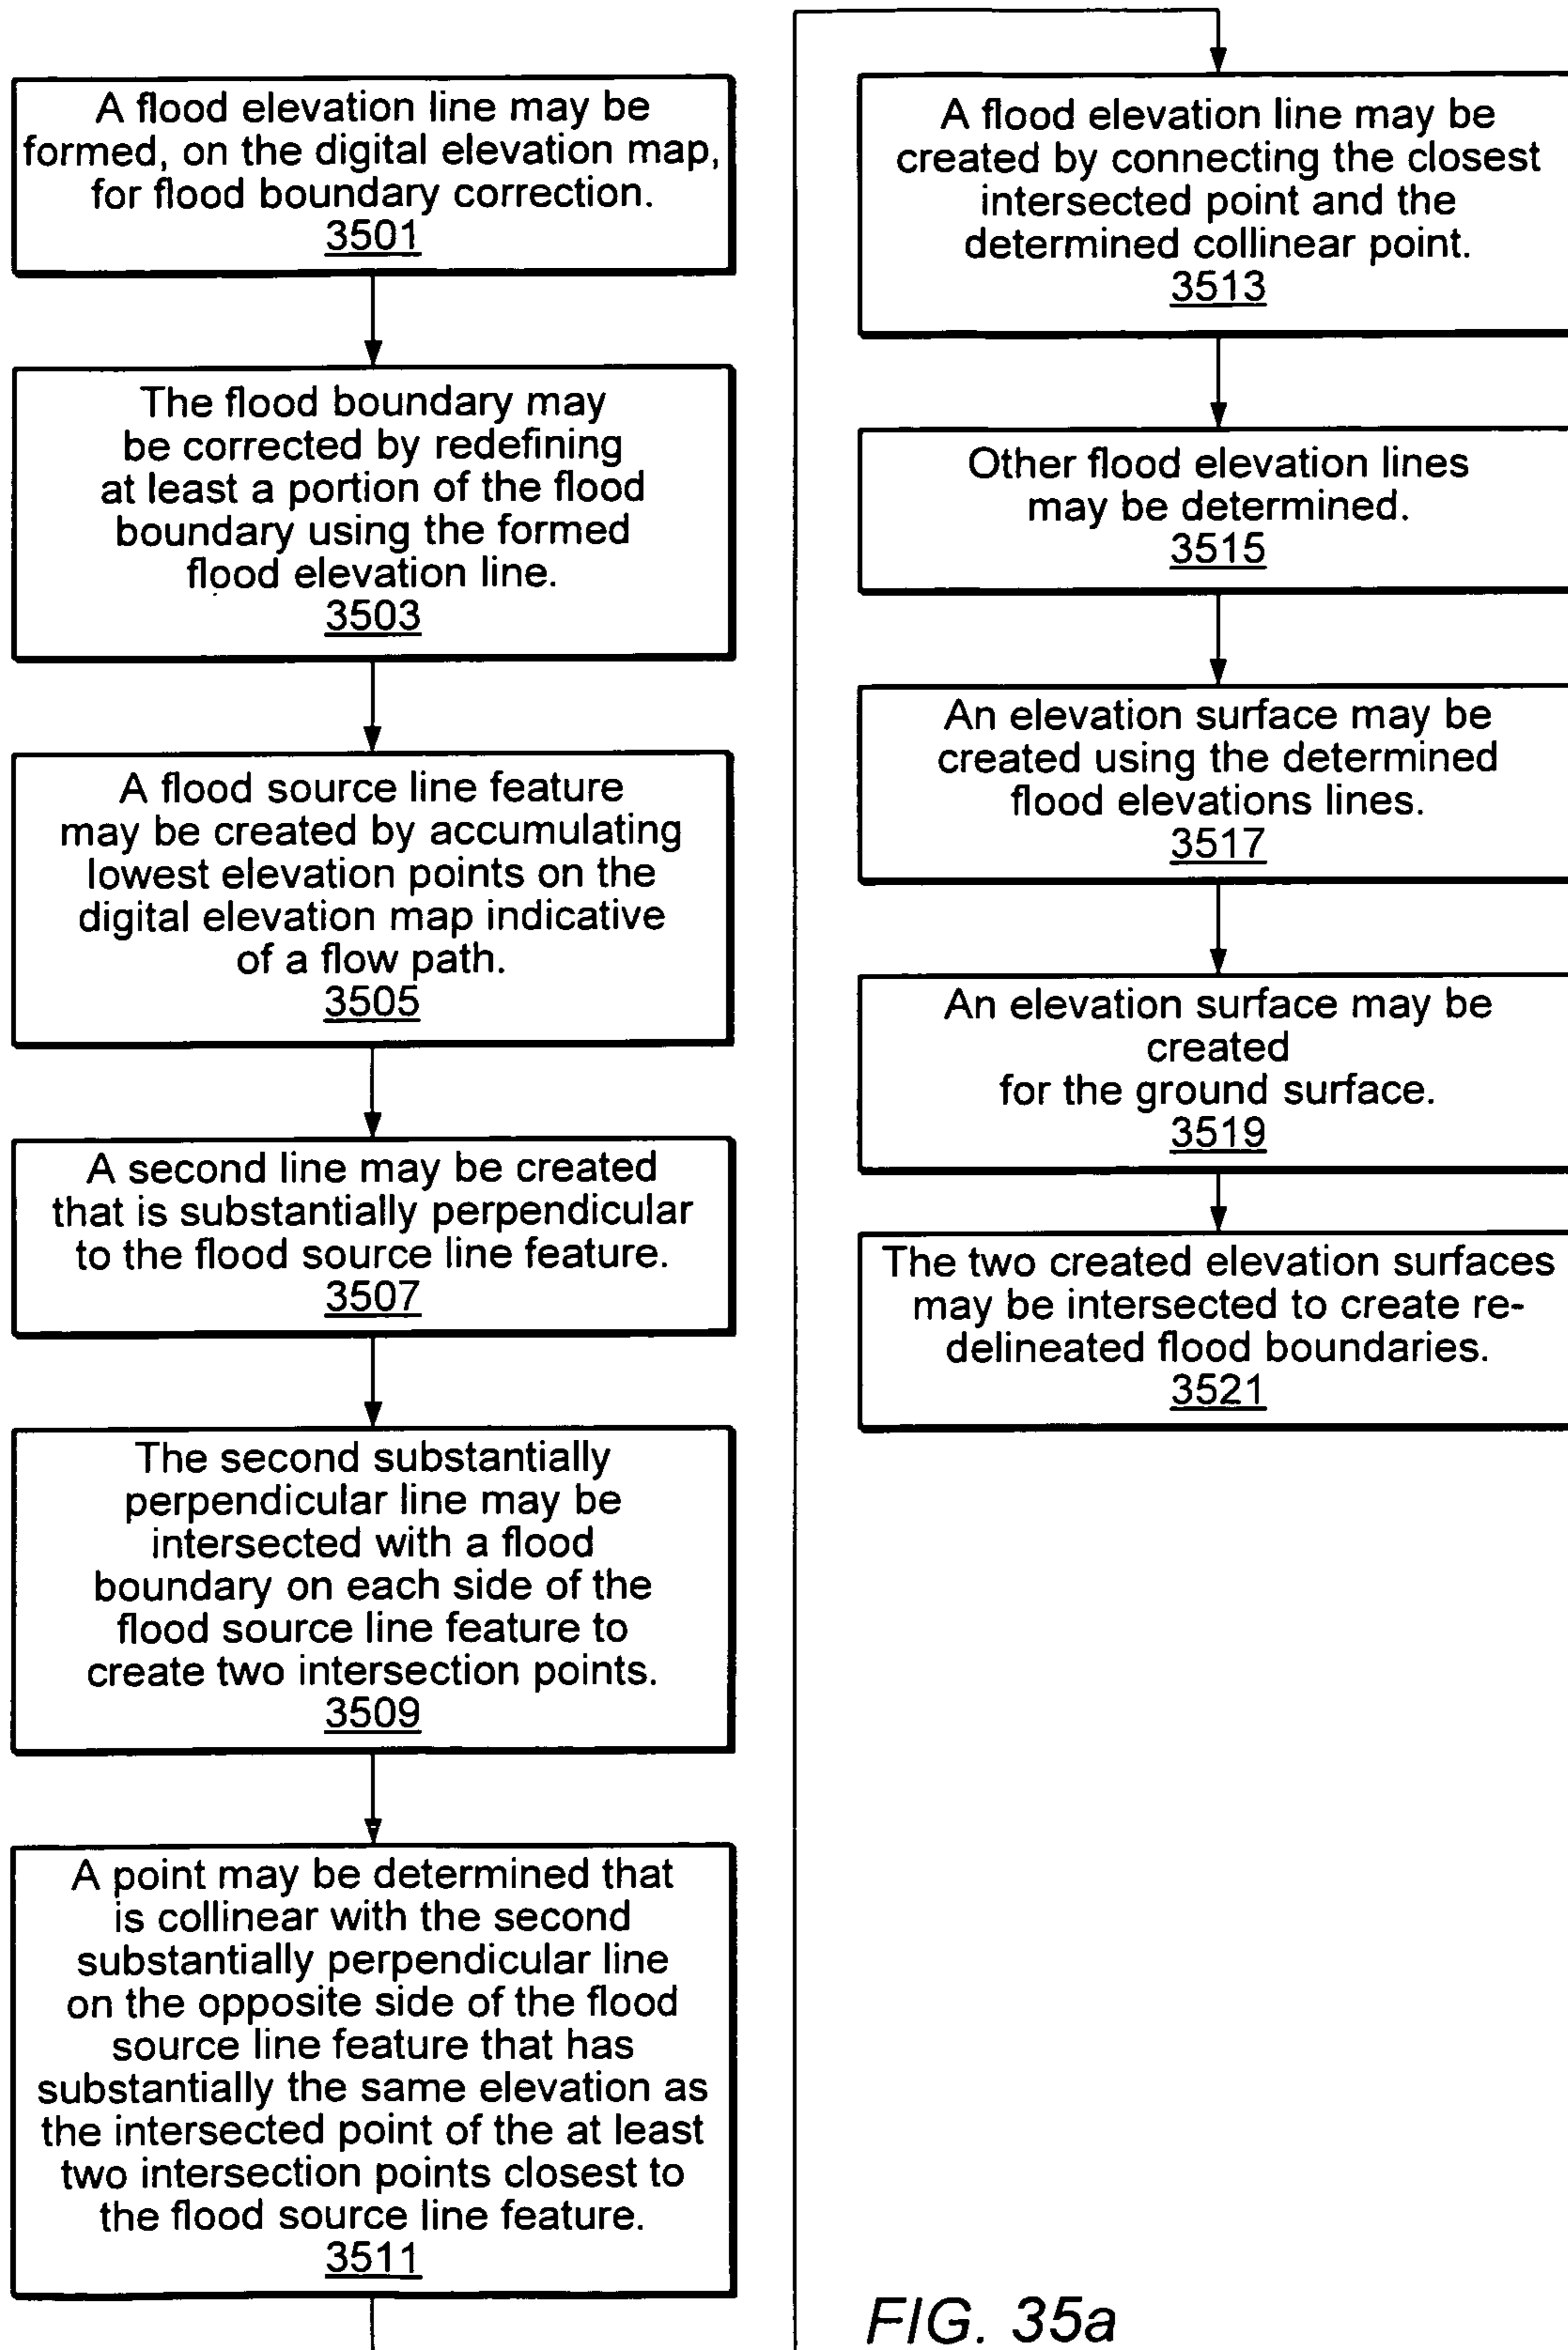 A flood elevation line may be
formed, on the digital elevation map,
for flood boundary correction.
3501
The flood boundary may
be corrected by redefining
at least a portion of the flood
boundary using the formed
flood elevation line.
3503
A flood source line feature
may be created by accumulating
lowest elevation points on the
digital elevation map indicative
of a flow path.
3505
A second line may be created
that is substantially perpendicular
to the flood source line feature.
3507
The second substantially
perpendicular line may be
intersected with a flood
boundary on each side of the
flood source line feature to
create two intersection points.
3509
A point may be determined that
is collinear with the second
substantially perpendicular line
on the opposite side of the flood
source line feature that has
substantially the same elevation as
the intersected point of the at least
two intersection points closest to
the flood source line feature.
3511
A flood elevation line may be
created by connecting the closest
intersected point and the
determined collinear point.
3513
Other flood elevation lines
may be determined.
3515
An elevation surface may be
created using the determined
flood elevations lines.
3517
An elevation surface may be
created
for the ground surface.
3519
The two created elevation surfaces
may be intersected to create re-
delineated flood boundaries.
3521
FIG. 35a